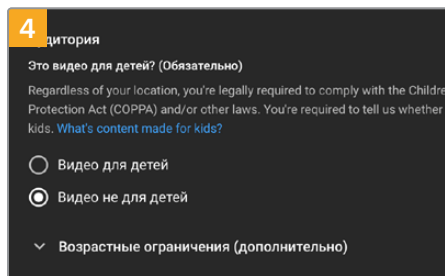 4
дитория
Это видео для детей? (Обязательно)
Regardless of your location, you're legally required to comply with the Childre
Protection Act (COPPA) and/or other laws. You're required to tell us whether
kids. What's content made for kids?
Видео для детей
Видео не для детей
Возрастные ограничения (дополнительно)